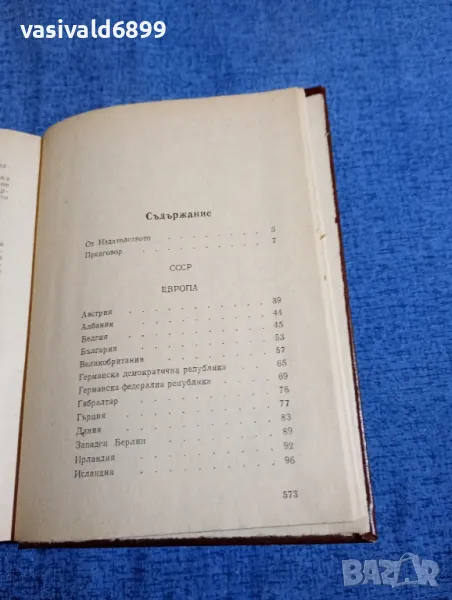 vasivald6899
Съдържание
От Издателството . . . . . . . . 5
Предговор . . . . . . . . 7
СССР
ЕВРОПА
Австрия . . . . . . . . 39
Албания . . . . . . . . 44
Белгия . . . . . . . . 45
България . . . . . . . . 53
Великобритания . . . . . . . . 57
Германска демократична република . . . 65
Германска федерална република . . . 69
Гибралтар . . . . . . . . 76
Гърция . . . . . . . . 77
Дания . . . . . . . . 83
Западен Берлин . . . . . . . . 89
Ирландия . . . . . . . . 92
Исландия . . . . . . . . 96
573
BAZAR